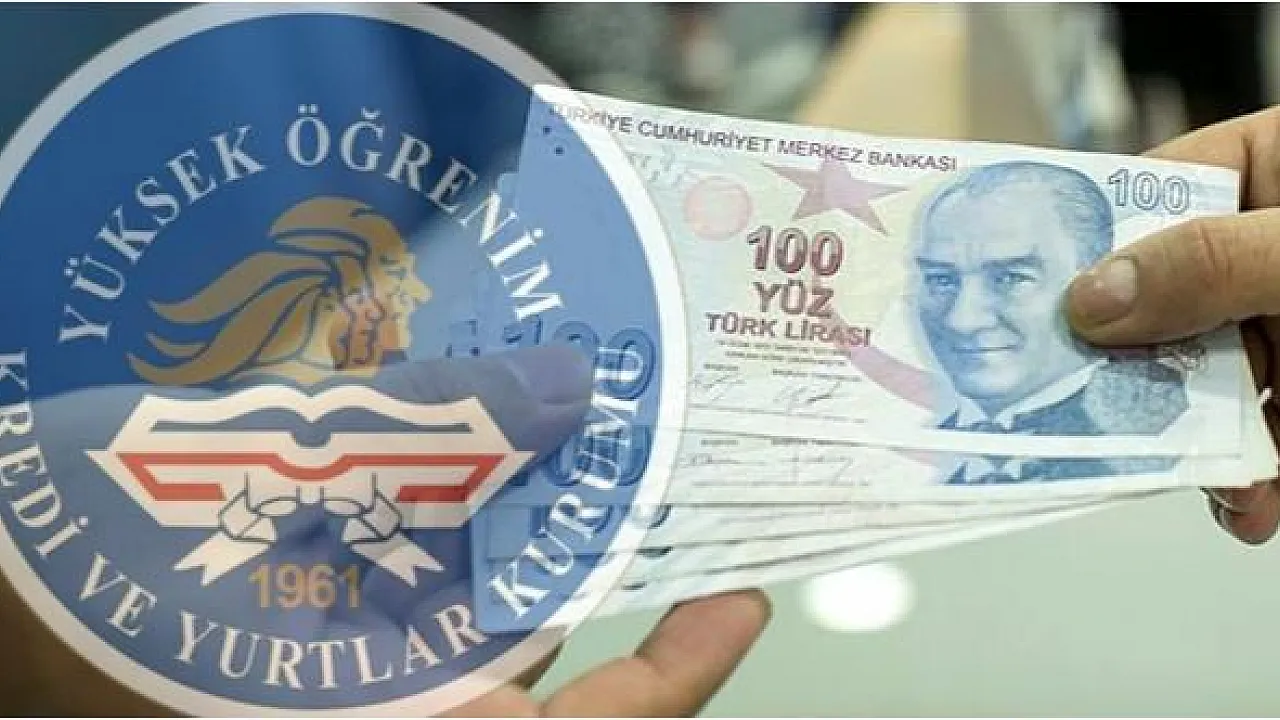 YÜKSEK ÖĞRENİM
KREDİ VE YURTLAR KURUMU
1961
TÜRKİYE CUMHURİYET MERKEZ BANKASI
100
100
YÜZ
TÜRK LİRASI
100